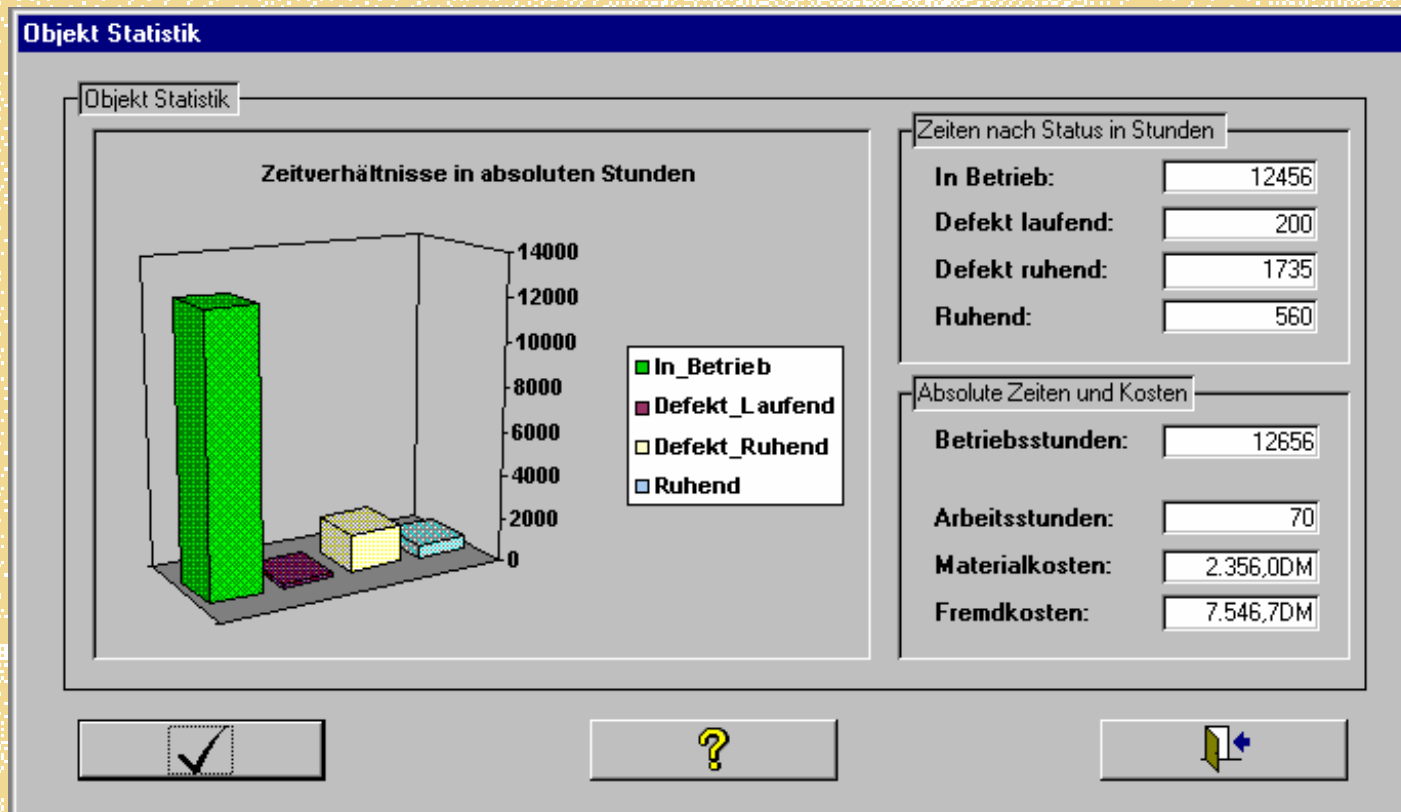 Objekt Statistik
Objekt Statistik
Zeitverhältnisse in absoluten Stunden
14000
12000
10000
8000
6000
4000
2000
0
In_Betrieb
Defekt_Laufend
Defekt_Ruhend
Ruhend
Zeiten nach Status in Stunden
In Betrieb: 12456
Defekt laufend: 200
Defekt ruhend: 1735
Ruhend: 560
Absolute Zeiten und Kosten
Betriebsstunden: 12656
Arbeitsstunden: 70
Materialkosten: 2.356,0DM
Fremdkosten: 7.546,7DM